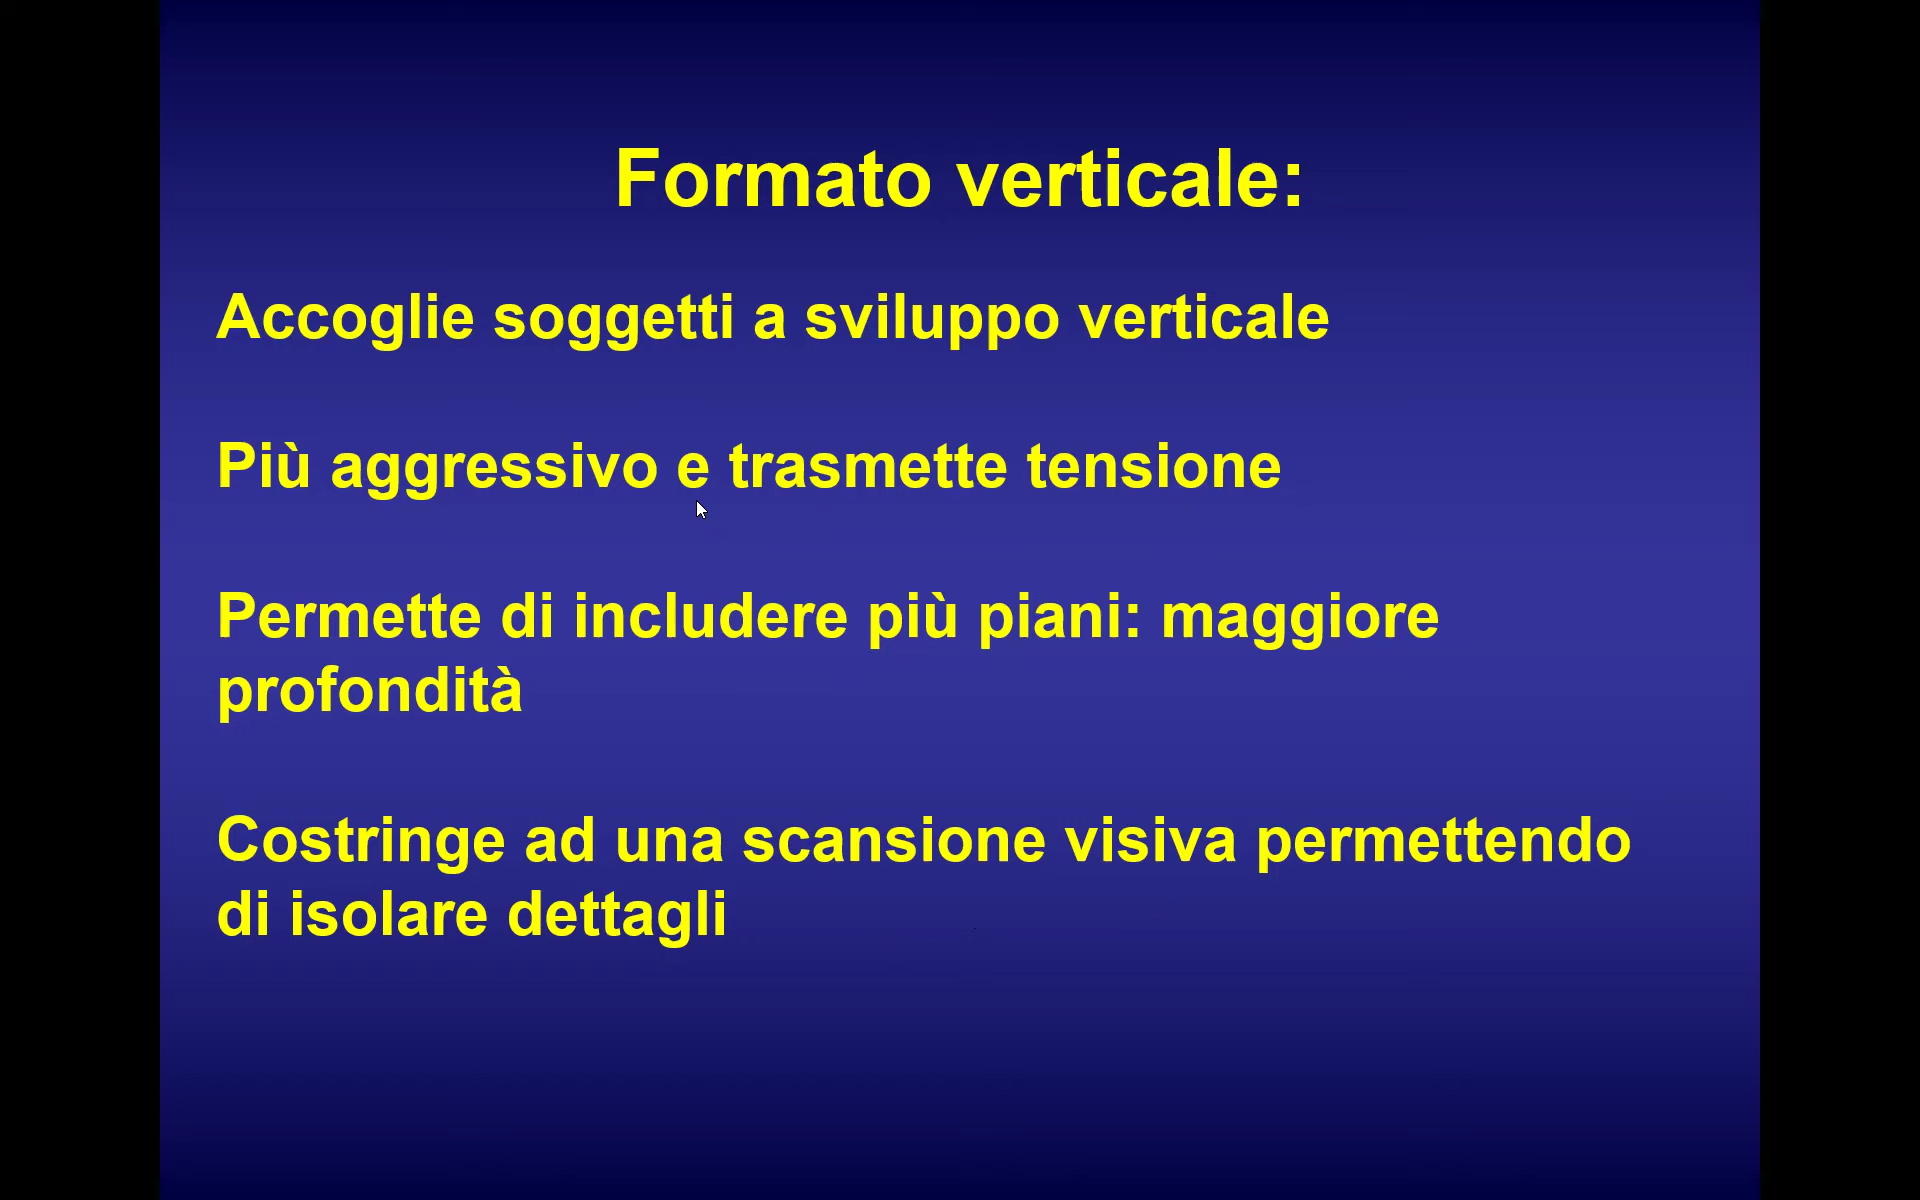 Formato verticale:
Accoglie soggetti a sviluppo verticale
Più aggressivo e trasmette tensione
Permette di includere più piani: maggiore
profondità
Costringe ad una scansione visiva permettendo
di isolare dettagli